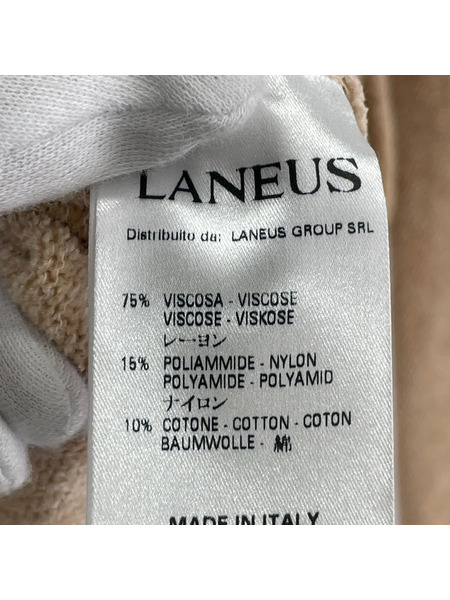 LANEUS
Distribuito da: LANEUS GROUP SRL
75% VISCOSA - VISCOSE
VISCOSE - VISKOSE
レーヨン
15% POLIAMMIDE - NYLON
POLYAMIDE - POLYAMID
ナイロン
10% COTONE - COTTON - COTON
BAUMWOLLE - 綿
MADE IN ITALY